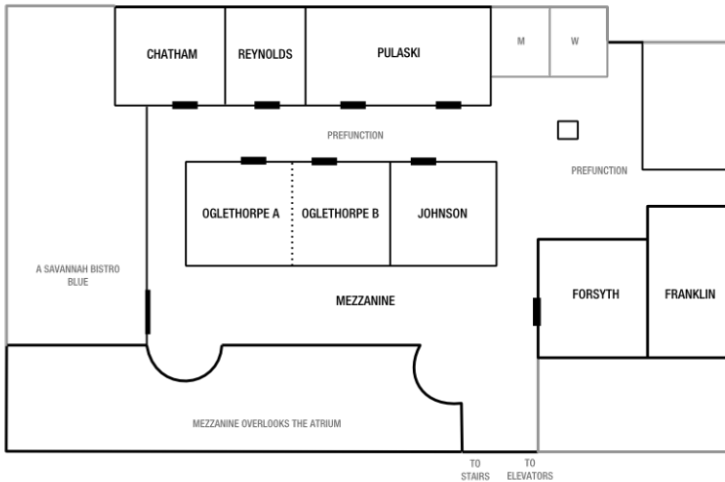 CHATHAM
REYNOLDS
PULASKI
M
W
PREFUNCTION
PREFUNCTION
OGLETHORPE A
OGLETHORPE B
JOHNSON
A SAVANNAH BISTRO
BLUE
MEZZANINE
FORSYTH
FRANKLIN
MEZZANINE OVERLOOKS THE ATRIUM
TO
STAIRS
TO
ELEVATORS